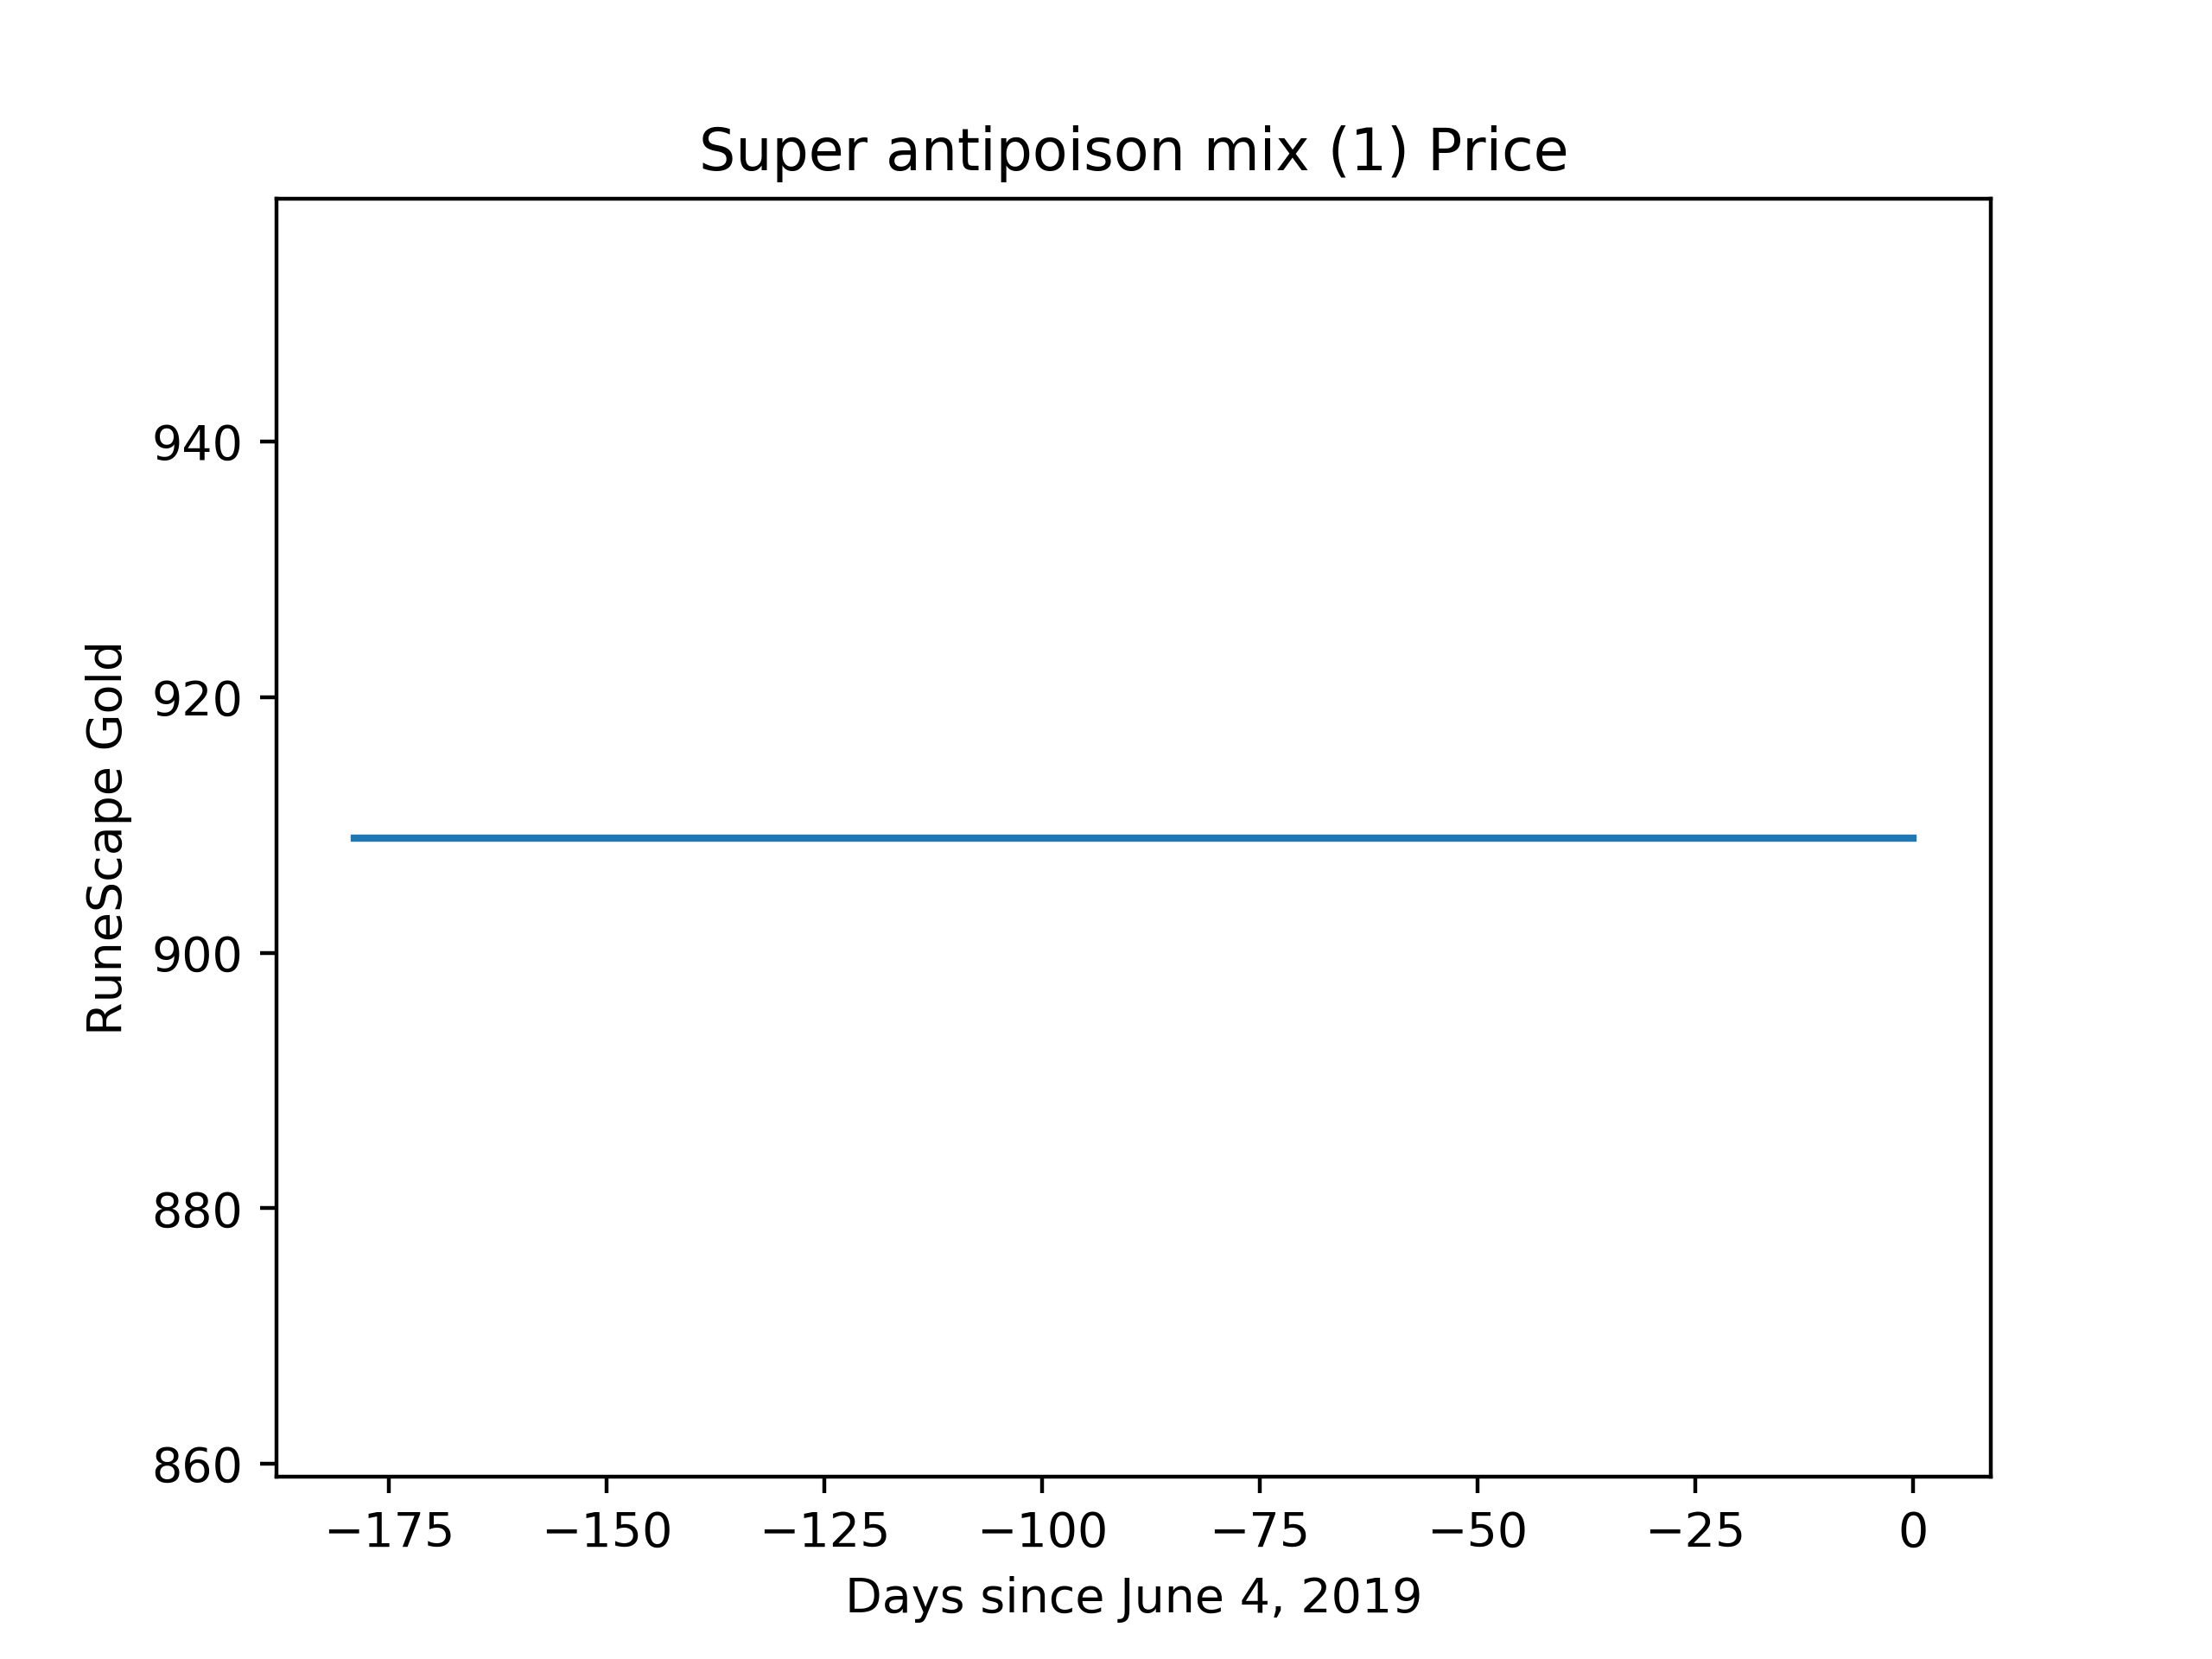 Super antipoison mix (1) Price
RuneScape Gold
940
920
900
880
860
−175 −150 −125 −100 −75 −50 −25 0
Days since June 4, 2019